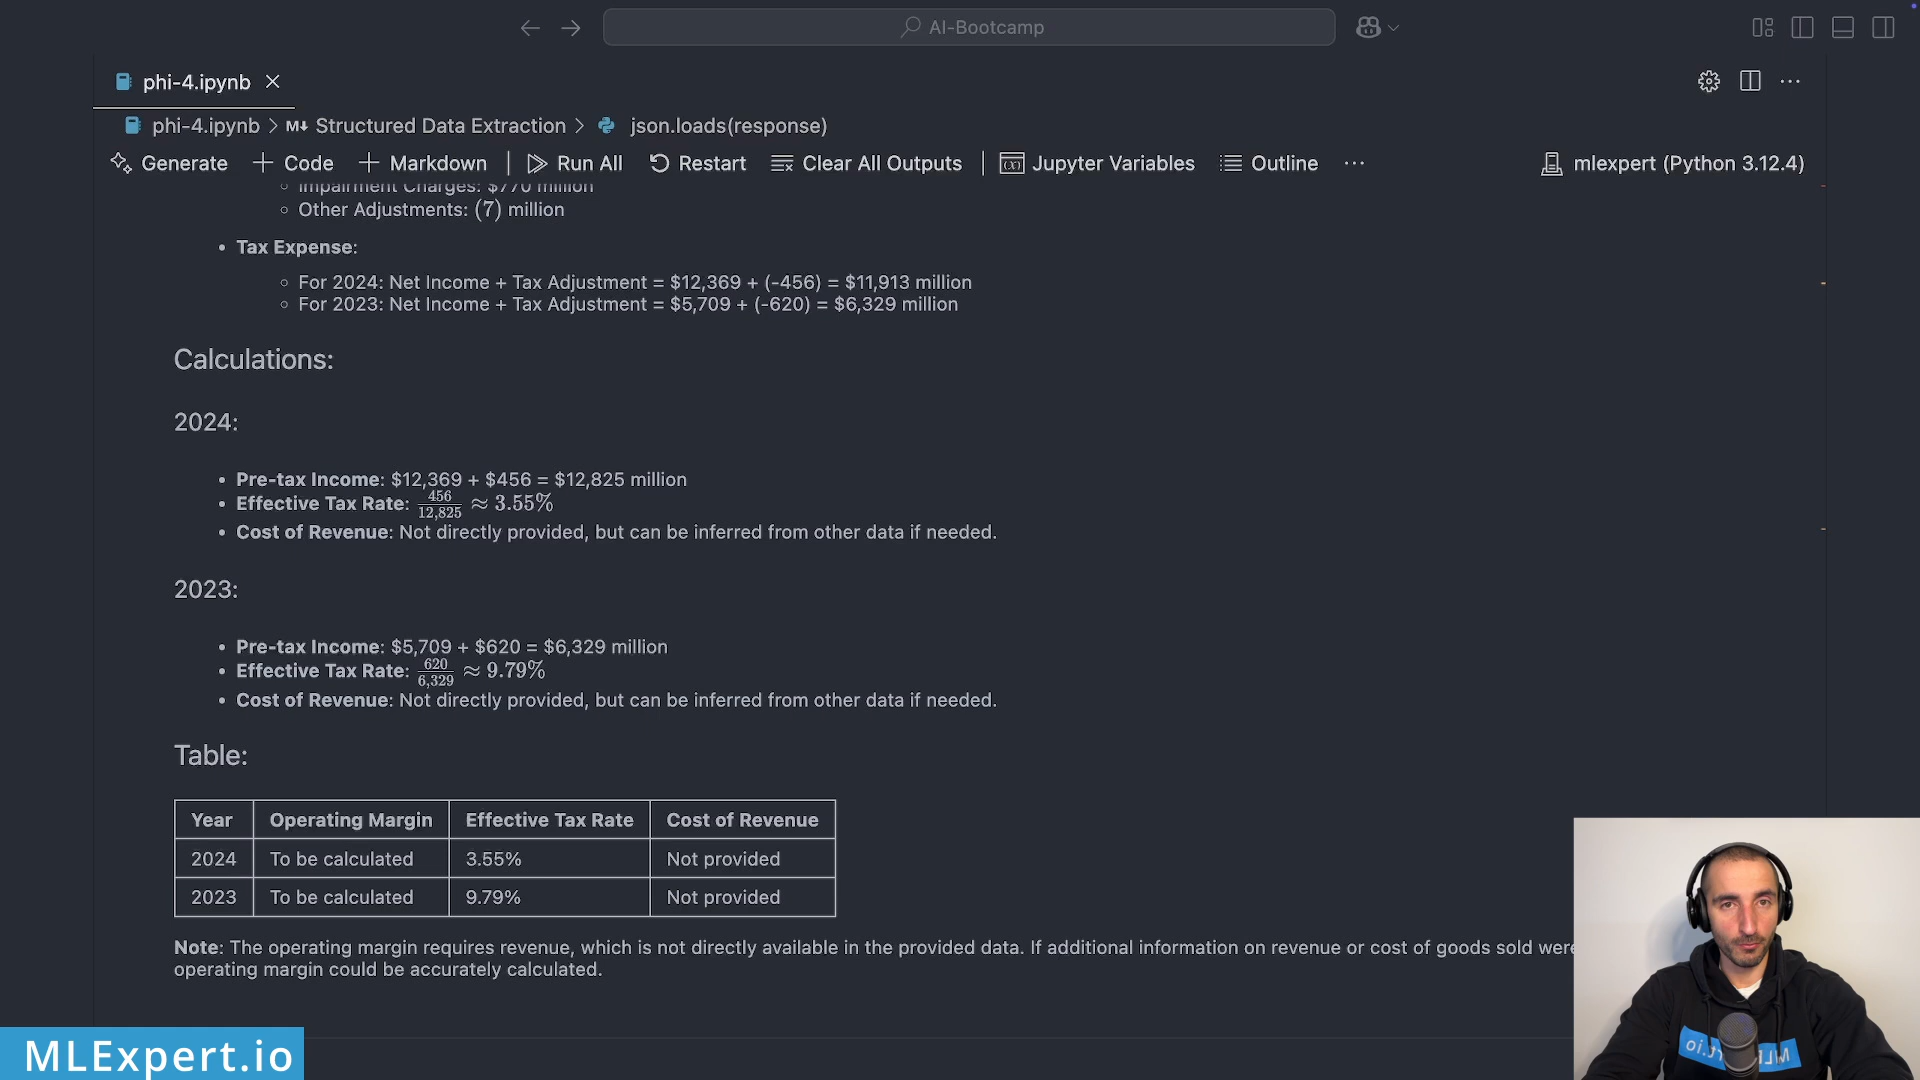 AI-Bootcamp
phi-4.ipynb
phi-4.ipynb > M↓ Structured Data Extraction > json.loads(response)
Generate + Code + Markdown | Run All Restart Clear All Outputs | Jupyter Variables Outline ··· mlexpert (Python 3.12.4)
Impairment Charges: $770 million
Other Adjustments: (7) million
Tax Expense:
For 2024: Net Income + Tax Adjustment = $12,369 + (-456) = $11,913 million
For 2023: Net Income + Tax Adjustment = $5,709 + (-620) = $6,329 million
Calculations:
2024:
Pre-tax Income: $12,369 + $456 = $12,825 million
Effective Tax Rate: 456/12,825 ≈ 3.55%
Cost of Revenue: Not directly provided, but can be inferred from other data if needed.
2023:
Pre-tax Income: $5,709 + $620 = $6,329 million
Effective Tax Rate: 620/6,329 ≈ 9.79%
Cost of Revenue: Not directly provided, but can be inferred from other data if needed.
Table:
Year Operating Margin Effective Tax Rate Cost of Revenue
2024 To be calculated 3.55% Not provided
2023 To be calculated 9.79% Not provided
Note: The operating margin requires revenue, which is not directly available in the provided data. If additional information on revenue or cost of goods sold were
operating margin could be accurately calculated.
MLExpert.io